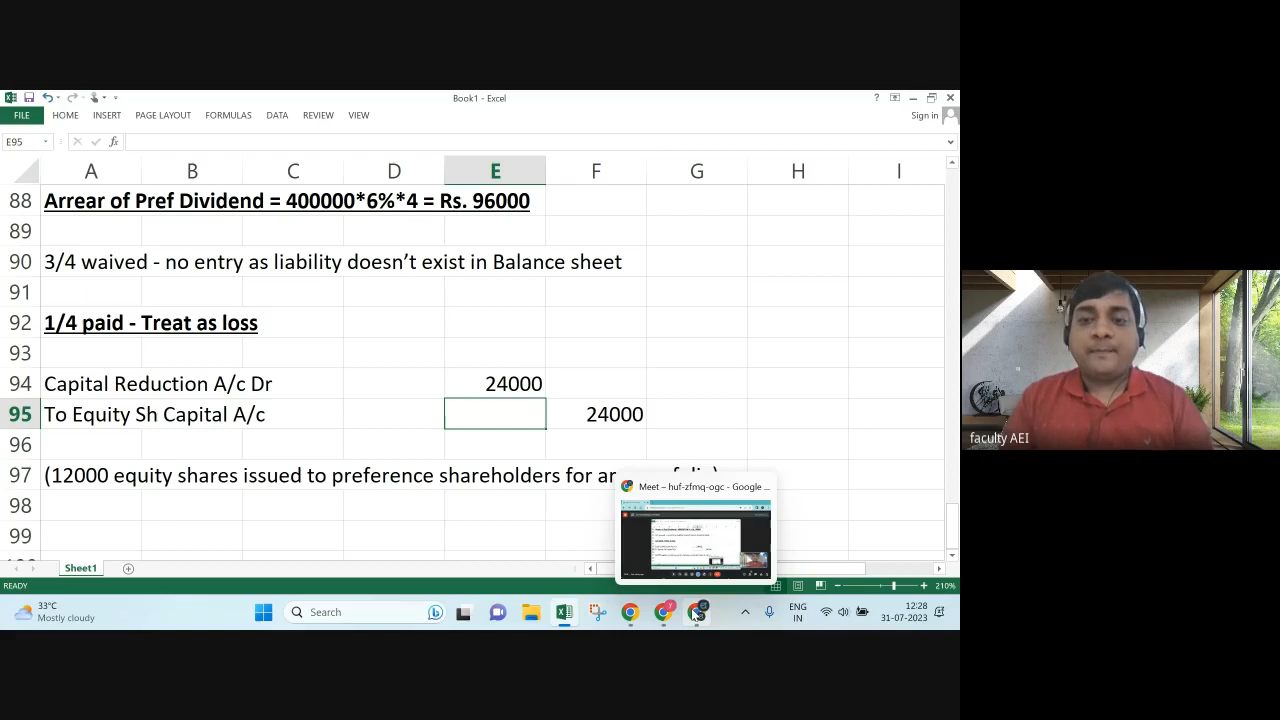 Book1 - Excel
FILE HOME INSERT PAGE LAYOUT FORMULAS DATA REVIEW VIEW
Sign in
E95
A B C D E F G H I
88 Arrear of Pref Dividend = 400000*6%*4 = Rs. 96000
89
90 3/4 waived - no entry as liability doesn't exist in Balance sheet
91
92 1/4 paid - Treat as loss
93
94 Capital Reduction A/c Dr 24000
95 To Equity Sh Capital A/c 24000
96
97 (12000 equity shares issued to preference shareholders for
98
99
Meet – huf-zfmq-ogc - Google ...
Sheet1
READY
210%
33°C
Mostly cloudy
Search
7
ENG
IN
12:28
31-07-2023
faculty AEI